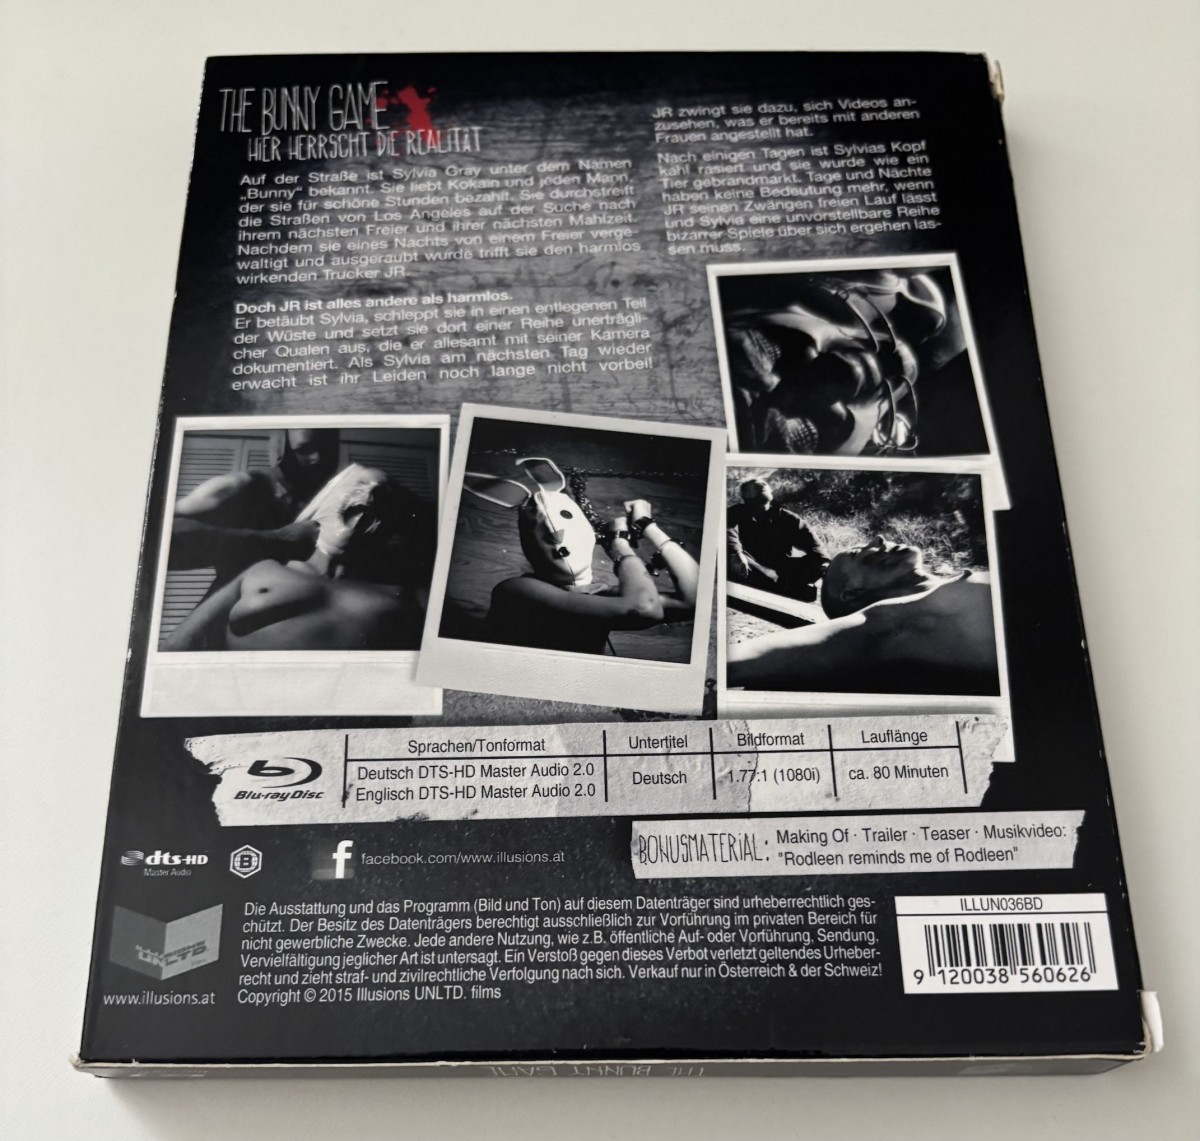 THE BUNNY GAME
HIER HERRSCHT DIE REALITÄT
Auf der Straße ist Sylvia Gray unter dem Namen
„Bunny“ bekannt. Sie liebt Kokain und jeden Mann,
der sie für schöne Stunden bezahlt. Sie durchstreift
die Straßen von Los Angeles auf der Suche nach
ihrem nächsten Freier und ihrer nächsten Mahlzeit.
Nachdem sie eines Nachts von einem Freier verge-
waltigt und ausgeraubt wurde trifft sie den harmlos
wirkenden Trucker JR.
Doch JR ist alles andere als harmlos.
Er betäubt Sylvia, schleppt sie in einen entlegenen Teil
der Wüste und setzt sie dort einer Reihe unerträgli-
cher Qualen aus, die er allesamt mit seiner Kamera
dokumentiert. Als Sylvia am nächsten Tag wieder
erwacht ist ihr Leiden noch lange nicht vorbei!
JR zwingt sie dazu, sich Videos an-
zusehen, was er bereits mit anderen
Frauen angestellt hat.
Nach einigen Tagen ist Sylvias Kopf
kahl rasiert und sie wurde wie ein
Tier gebrandmarkt. Tage und Nächte
haben keine Bedeutung mehr, wenn
JR seinen Zwängen freien Lauf lässt
und Sylvia eine unvorstellbare Reihe
bizarrer Spiele über sich ergehen las-
sen muss.
Blu-ray Disc
Sprachen/Tonformat
Deutsch DTS-HD Master Audio 2.0
Englisch DTS-HD Master Audio 2.0
Untertitel
Deutsch
Bildformat
1.77:1 (1080i)
Lauflänge
ca. 80 Minuten
BONUSMATERIAL: Making Of · Trailer · Teaser · Musikvideo:
"Rodleen reminds me of Rodleen"
dts-HD
Master Audio
B
f facebook.com/www.illusions.at
Die Ausstattung und das Programm (Bild und Ton) auf diesem Datenträger sind urheberrechtlich ges-
chützt. Der Besitz des Datenträgers berechtigt ausschließlich zur Vorführung im privaten Bereich für
nicht gewerbliche Zwecke. Jede andere Nutzung, wie z.B. öffentliche Auf- oder Vorführung, Sendung,
Vervielfältigung jeglicher Art ist untersagt. Ein Verstoß gegen dieses Verbot verletzt geltendes Urheber-
recht und zieht straf- und zivilrechtliche Verfolgung nach sich. Verkauf nur in Österreich & der Schweiz!
Copyright © 2015 Illusions UNLTD. films
www.illusions.at
ILLUN036BD
9 120038 560626
THE BUNNY GAME